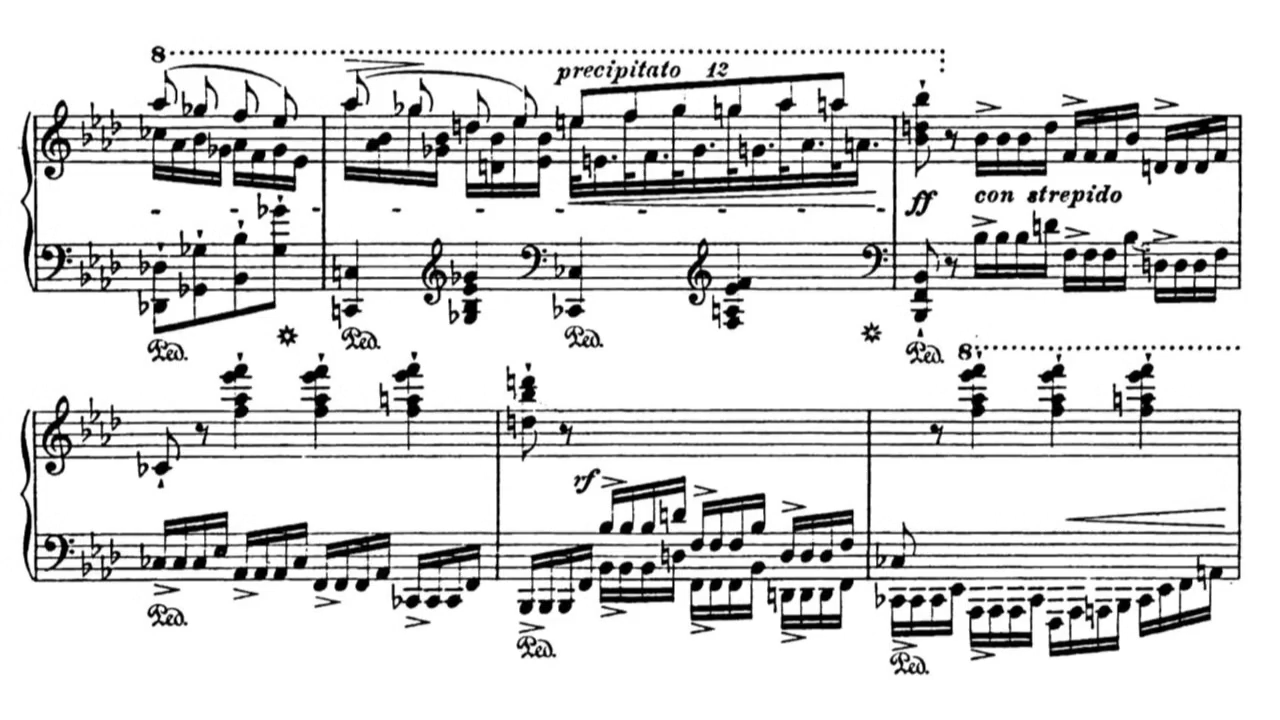 8
precipitato 12
ff con strepido
Ped. Ped. Ped. Ped.
8
rf
Ped. Ped. Ped.